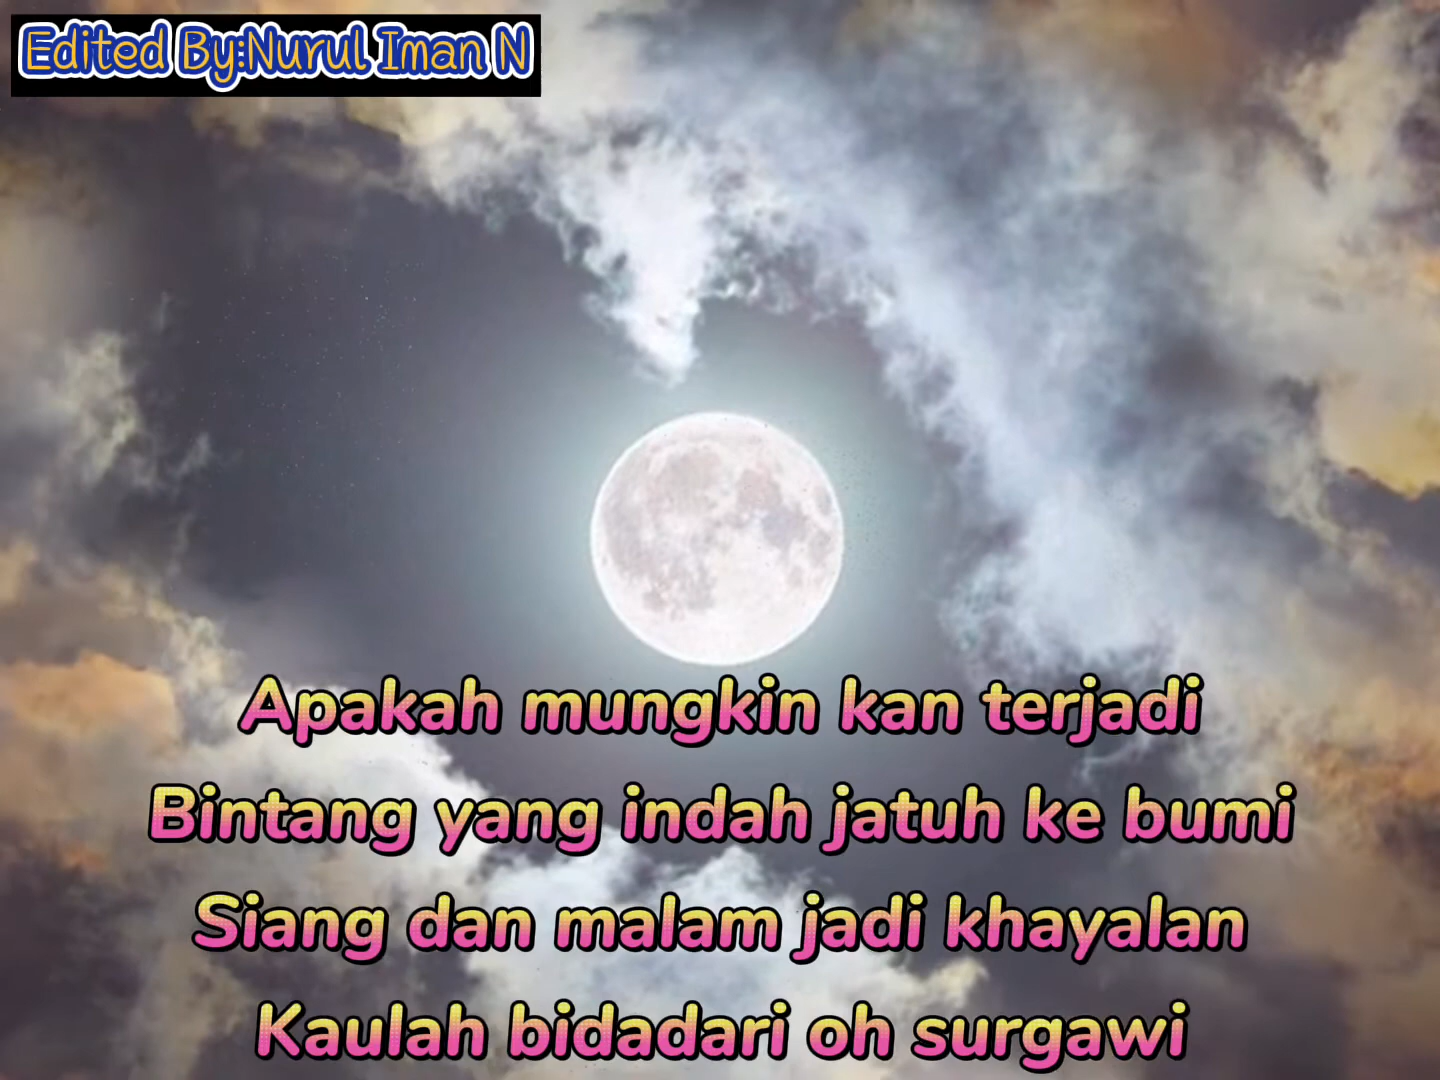 Edited By:Nurul Iman N
Apakah mungkin kan terjadi
Bintang yang indah jatuh ke bumi
Siang dan malam jadi khayalan
Kaulah bidadari oh surgawi